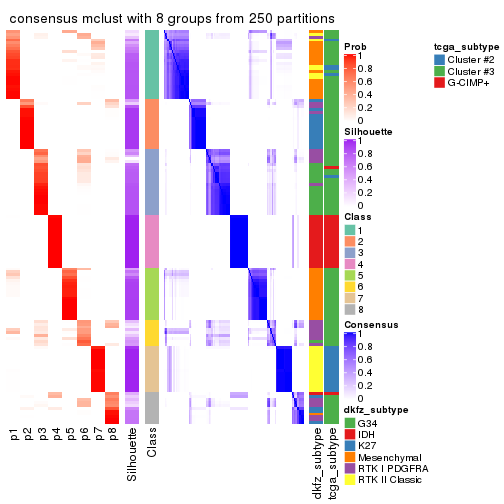 consensus mclust with 8 groups from 250 partitions
Prob
1
0.8
0.6
0.4
0.2
0
Silhouette
1
0.8
0.6
0.4
0.2
0
Class
1
2
3
4
5
6
7
8
Consensus
1
0.8
0.6
0.4
0.2
0
dkfz_subtype
G34
IDH
K27
Mesenchymal
RTK I PDGFRA
RTK II Classic
tcga_subtype
Cluster #2
Cluster #3
G-CIMP+
p1
p2
p3
p4
p5
p6
p7
p8
Silhouette
Class
dkfz_subtype
tcga_subtype